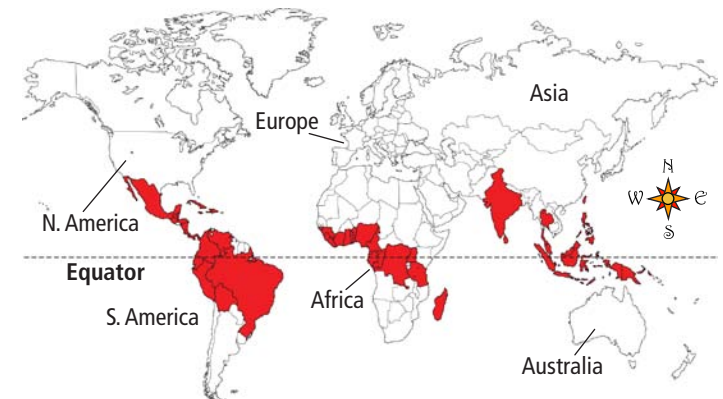 Asia
Europe
N
W E
S
N. America
Equator
Africa
S. America
Australia